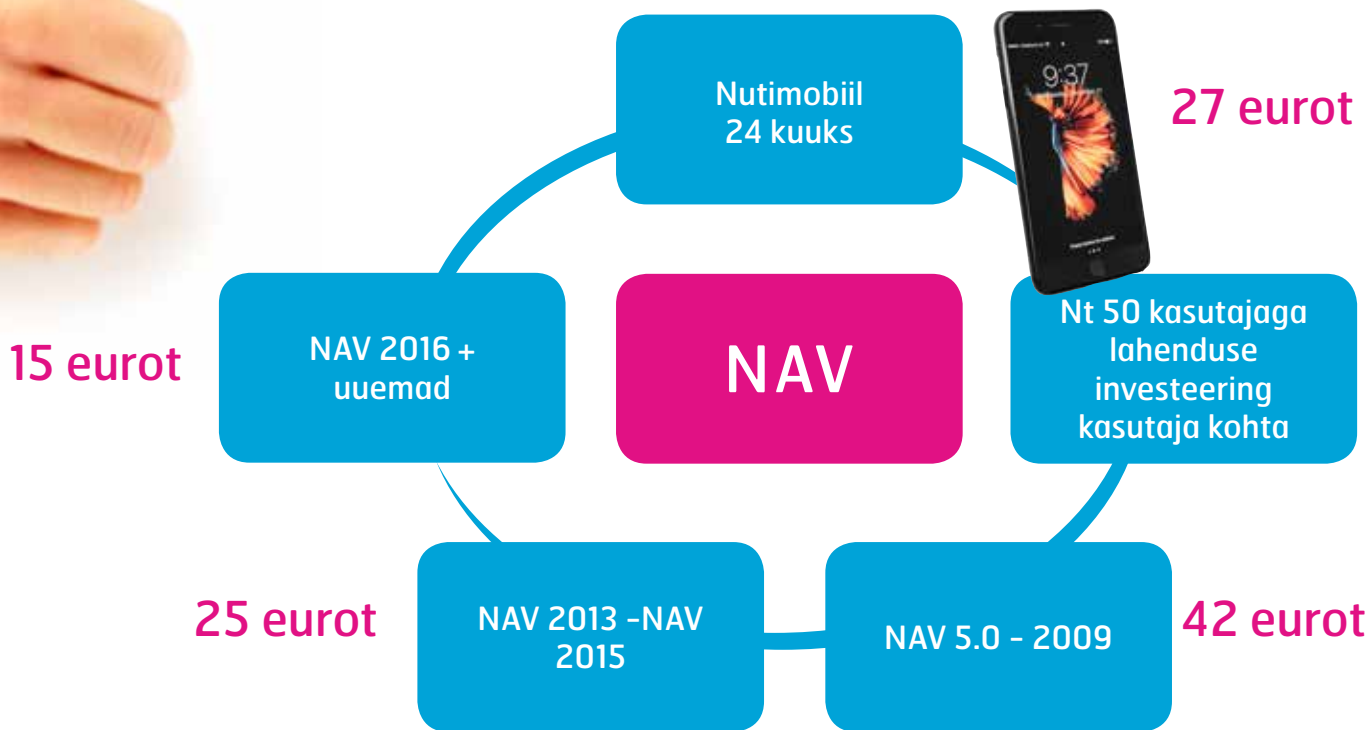 Nutimobiil
24 kuuks
9:37
27 eurot
15 eurot
NAV 2016 +
uuemad
NAV
Nt 50 kasutajaga
lahenduse
investeering
kasutaja kohta
25 eurot
NAV 2013 -NAV
2015
NAV 5.0 - 2009
42 eurot